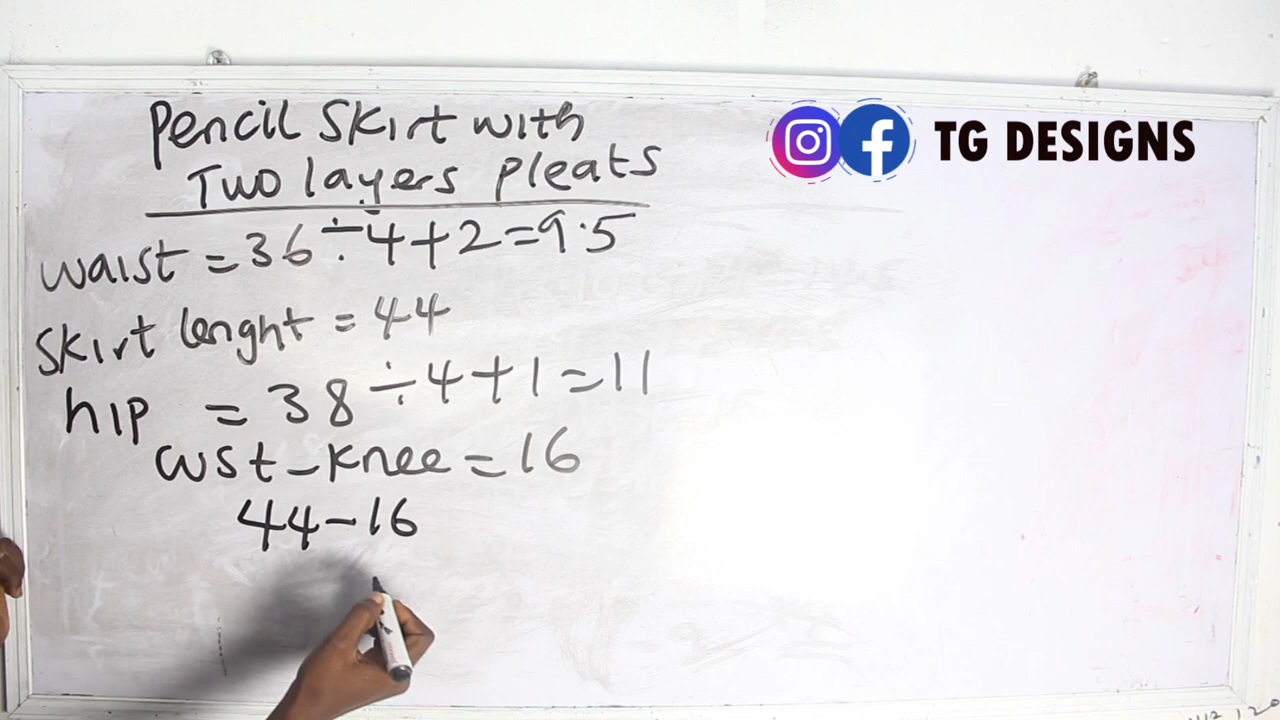 Pencil Skirt with
Two layers pleats
TG DESIGNS
waist = 36 ÷ 4 + 2 = 9.5
Skirt lenght = 44
hip = 38 ÷ 4 + 1 = 11
wst - knee = 16
44 - 16